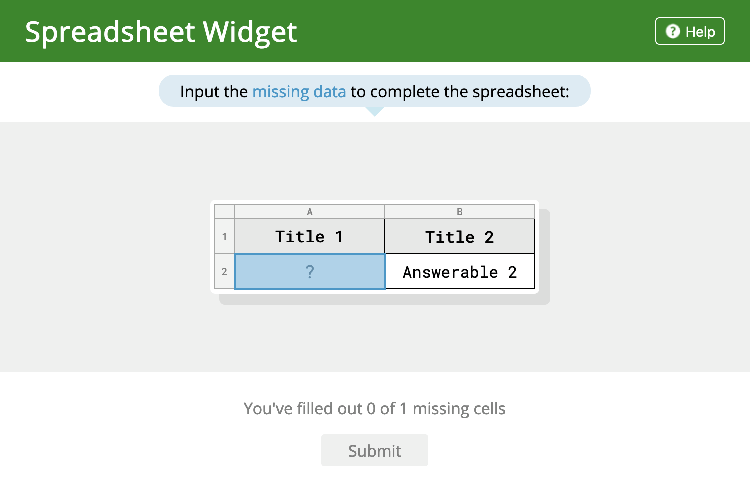 Spreadsheet Widget
? Help
Input the missing data to complete the spreadsheet:
A B
1 Title 1 Title 2
2 ? Answerable 2
You've filled out 0 of 1 missing cells
Submit